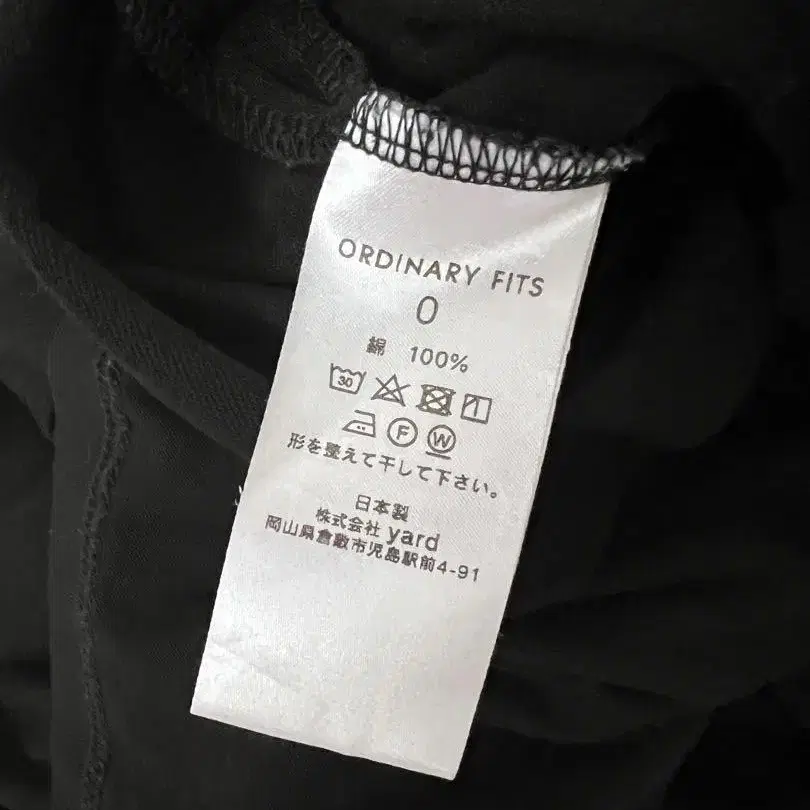 ORDINARY FITS
0
綿 100%
30
F W
形を整えて干して下さい。
日本製
株式会社 yard
岡山県倉敷市児島駅前4-91